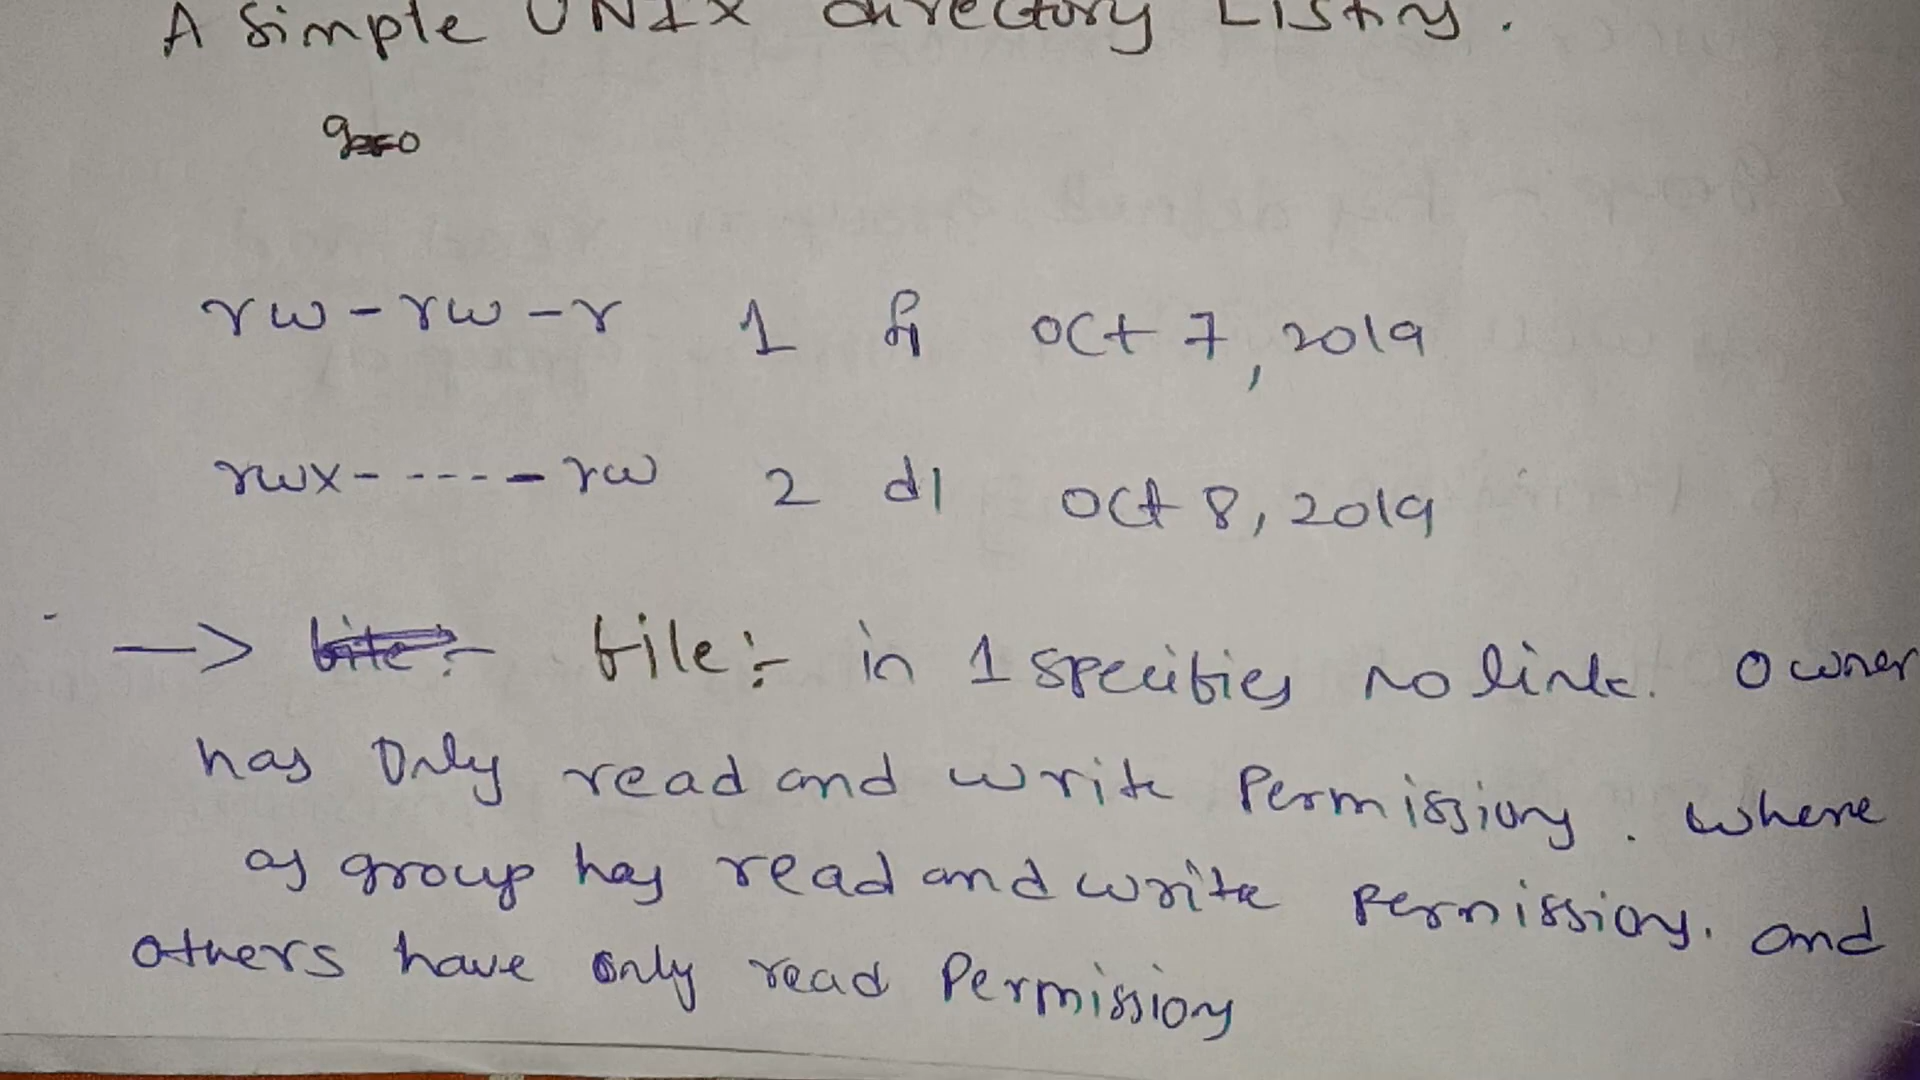 A Simple UNIX directory Listing.
rw-rw-r 1 f1 Oct 7, 2019
rwx------rw 2 d1 Oct 8, 2019
→ file:- in 1 specifies no link. Owner
has Only read and write Permissions. where
as group has read and write permissions. and
others have only read Permissions